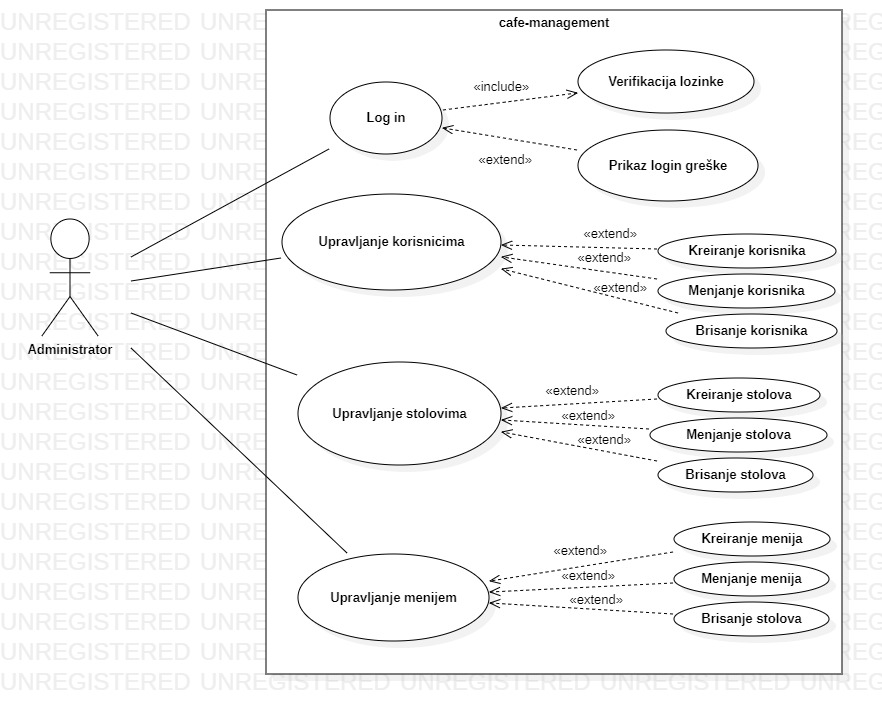 cafe-management
Log in
«include»
Verifikacija lozinke
«extend»
Prikaz login greške
Administrator
Upravljanje korisnicima
«extend»
Kreiranje korisnika
«extend»
Menjanje korisnika
«extend»
Brisanje korisnika
Upravljanje stolovima
«extend»
Kreiranje stolova
«extend»
Menjanje stolova
«extend»
Brisanje stolova
Upravljanje menijem
«extend»
Kreiranje menija
«extend»
Menjanje menija
«extend»
Brisanje stolova
UNREGISTERED UNREGISTERED UNREGISTERED UNREGISTERED